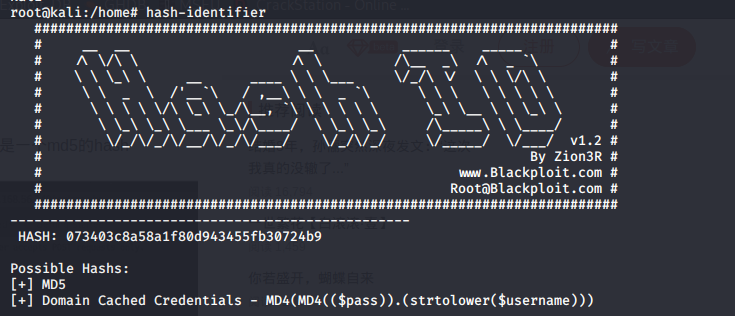 root@kali:/home# hash-identifier
v1.2
By Zion3R
www.Blackploit.com
Root@Blackploit.com
HASH: 073403c8a58a1f80d943455fb30724b9
Possible Hashs:
[+] MD5
[+] Domain Cached Credentials - MD4(MD4(($pass)).(strtolower($username)))